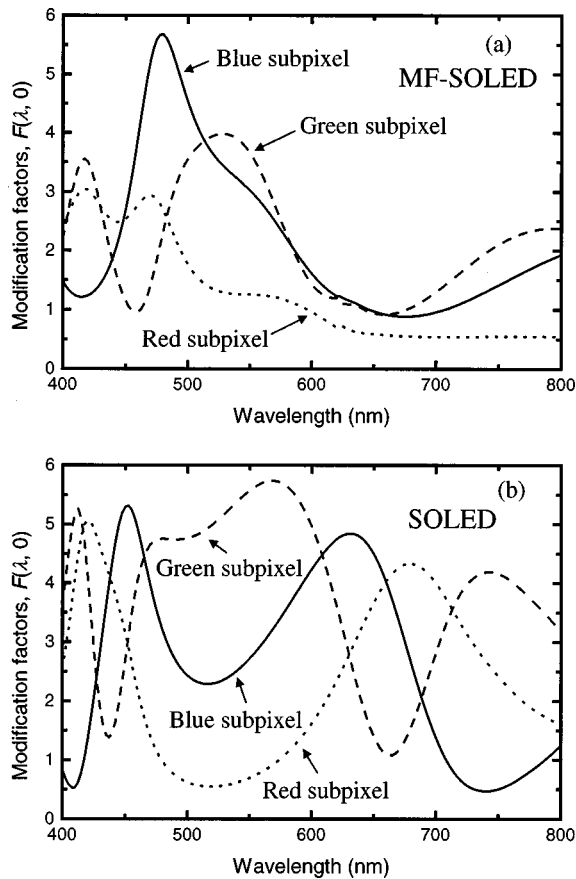 (a)
MF-SOLED
Blue subpixel
Green subpixel
Red subpixel
Modification factors, F(λ, 0)
6
5
4
3
2
1
0
400 500 600 700 800
Wavelength (nm)
(b)
SOLED
Green subpixel
Blue subpixel
Red subpixel
Modification factors, F(λ, 0)
6
5
4
3
2
1
0
400 500 600 700 800
Wavelength (nm)